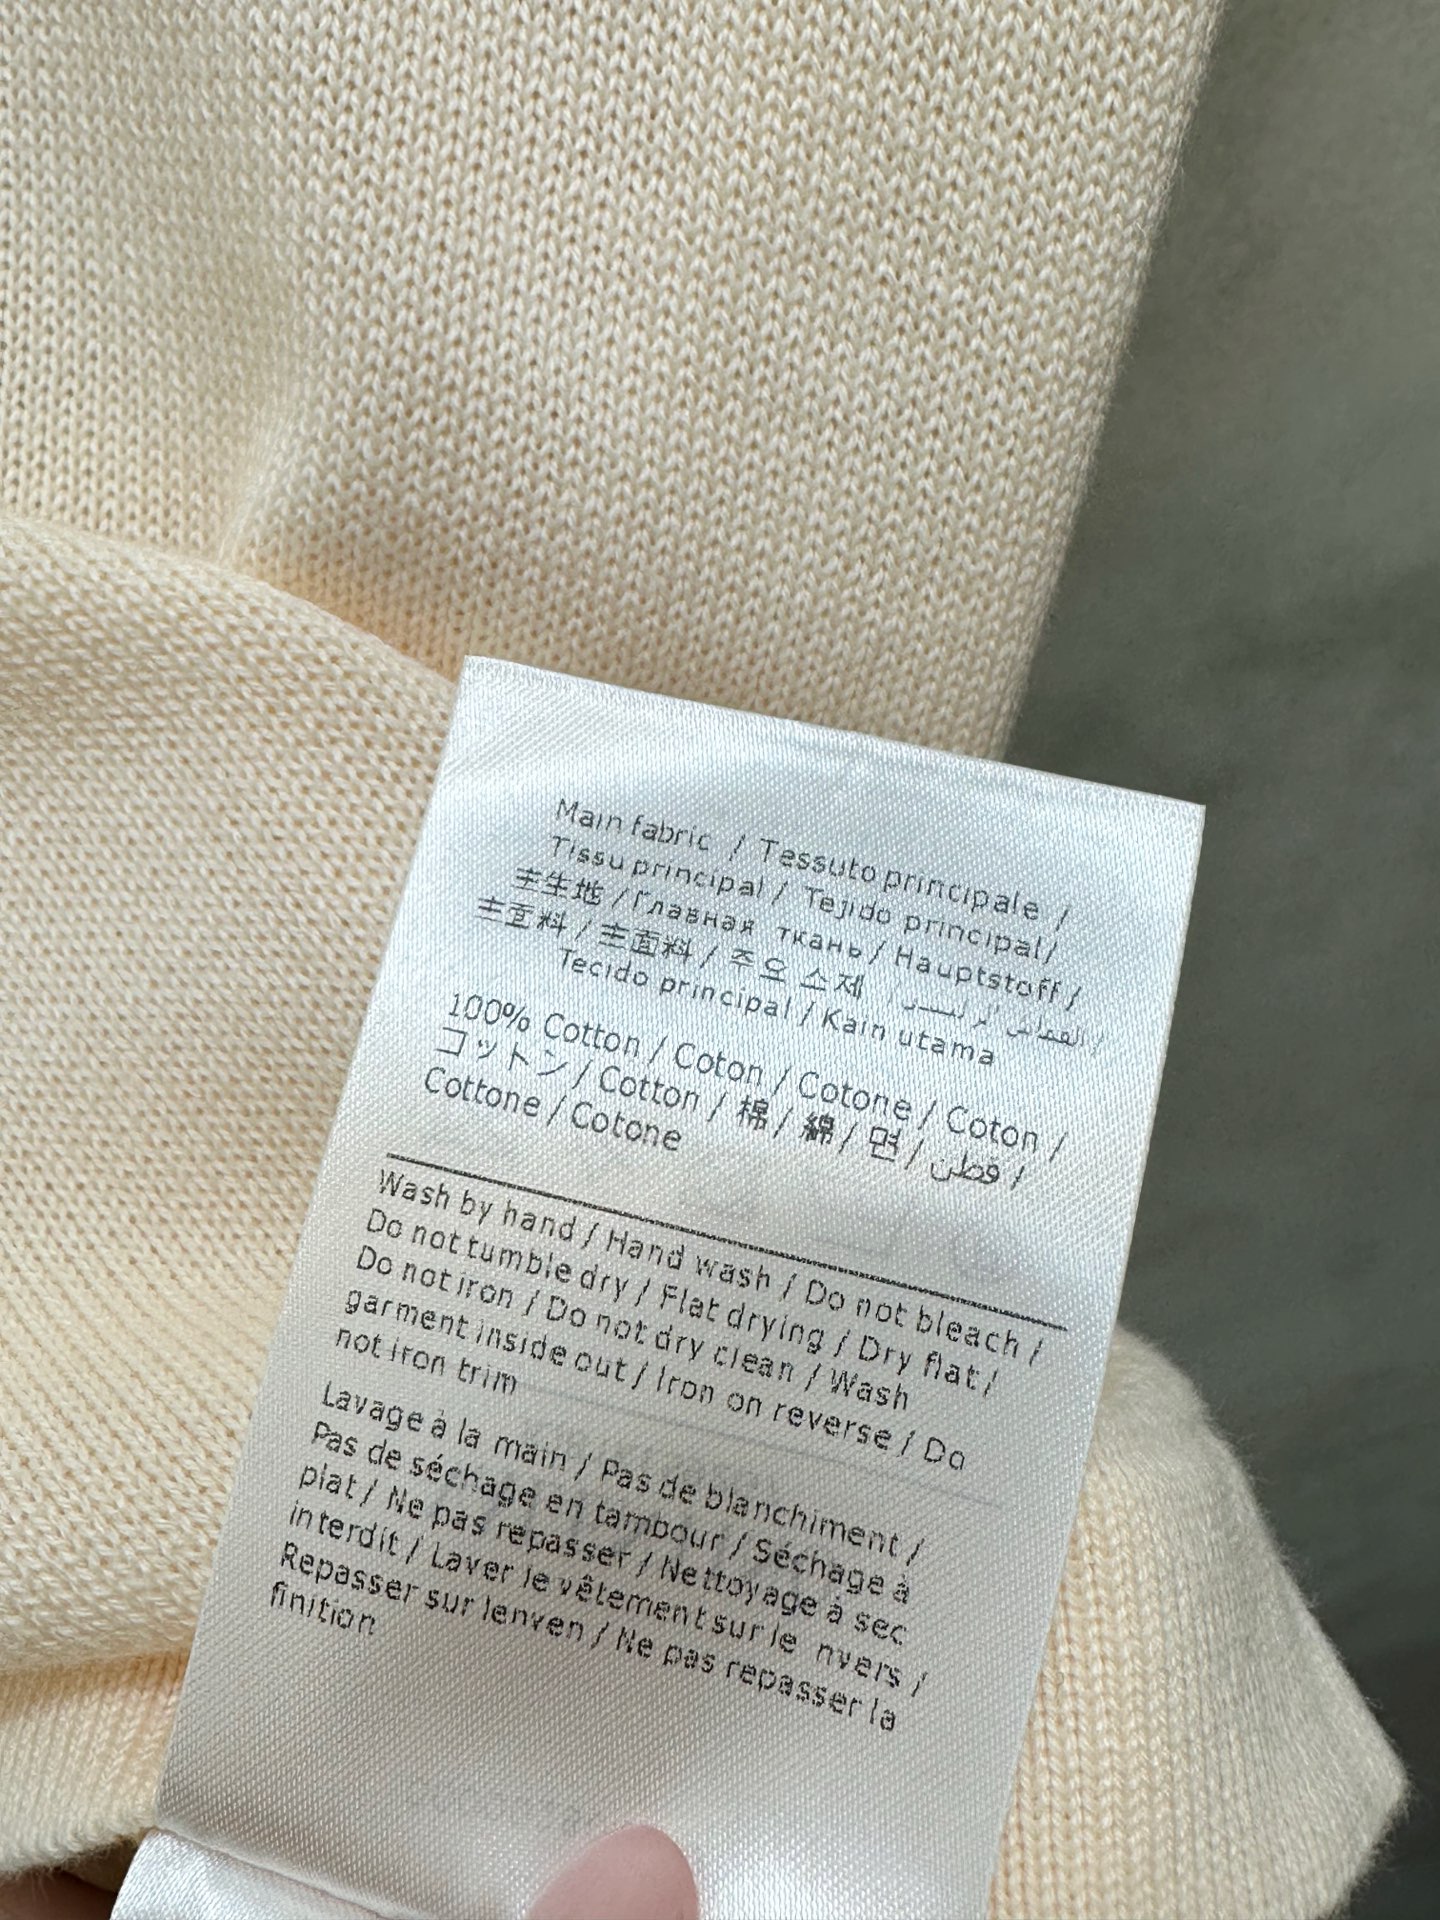 Main fabric / Tessuto principale /
Tissu principal / Tejido principal/
主生地 / Главная ткань / Hauptstoff /
主面料 / 主面料 / 주요 소재 /
Tecido principal / Kain utama
100% Cotton / Coton / Cotone / Coton /
コットン / Cotton / 棉 / 綿 / 면 / قطن /
Cottone / Cotone
Wash by hand / Hand wash / Do not bleach /
Do not tumble dry / Flat drying / Dry flat /
Do not iron / Do not dry clean / Wash
garment inside out / Iron on reverse / Do
not iron trim
Lavage à la main / Pas de blanchiment /
Pas de séchage en tambour / Séchage à
plat / Ne pas repasser / Nettoyage à sec
interdit / Laver le vêtement sur le nvers /
Repasser sur lenven / Ne pas repasser la
finition